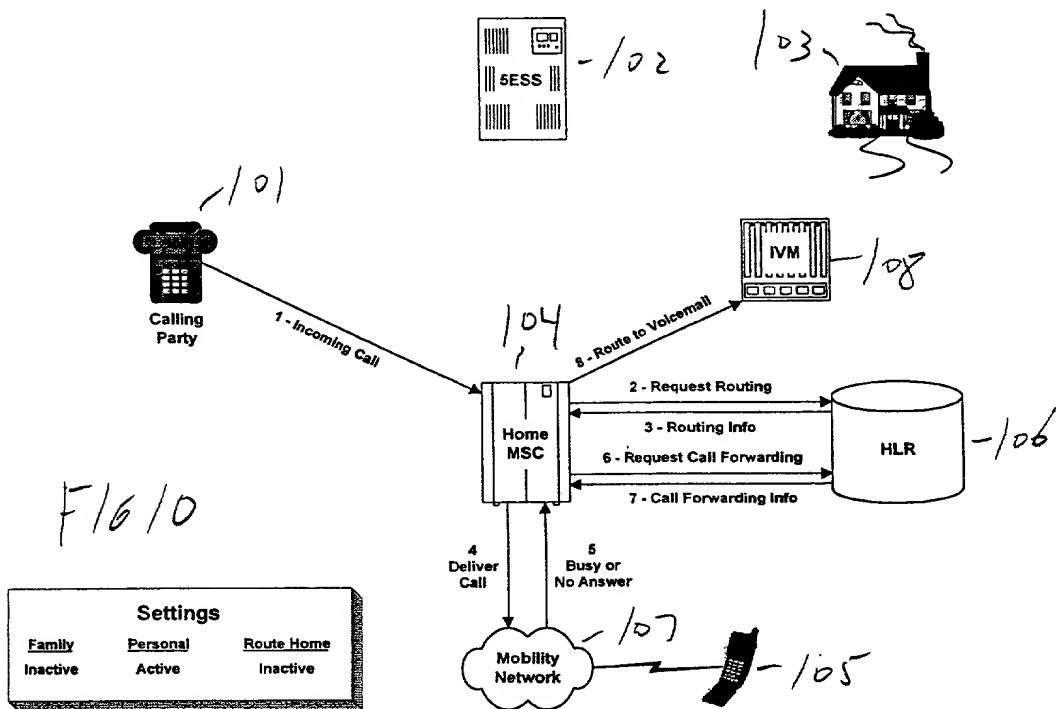 5ESS
102
103
101
Calling
Party
IVM
108
1 - Incoming Call
104
8 - Route to Voicemail
2 - Request Routing
3 - Routing Info
Home
MSC
6 - Request Call Forwarding
7 - Call Forwarding Info
HLR
106
FIG 10
4
Deliver
Call
5
Busy or
No Answer
107
Mobility
Network
105
Settings
Family Personal Route Home
Inactive Active Inactive